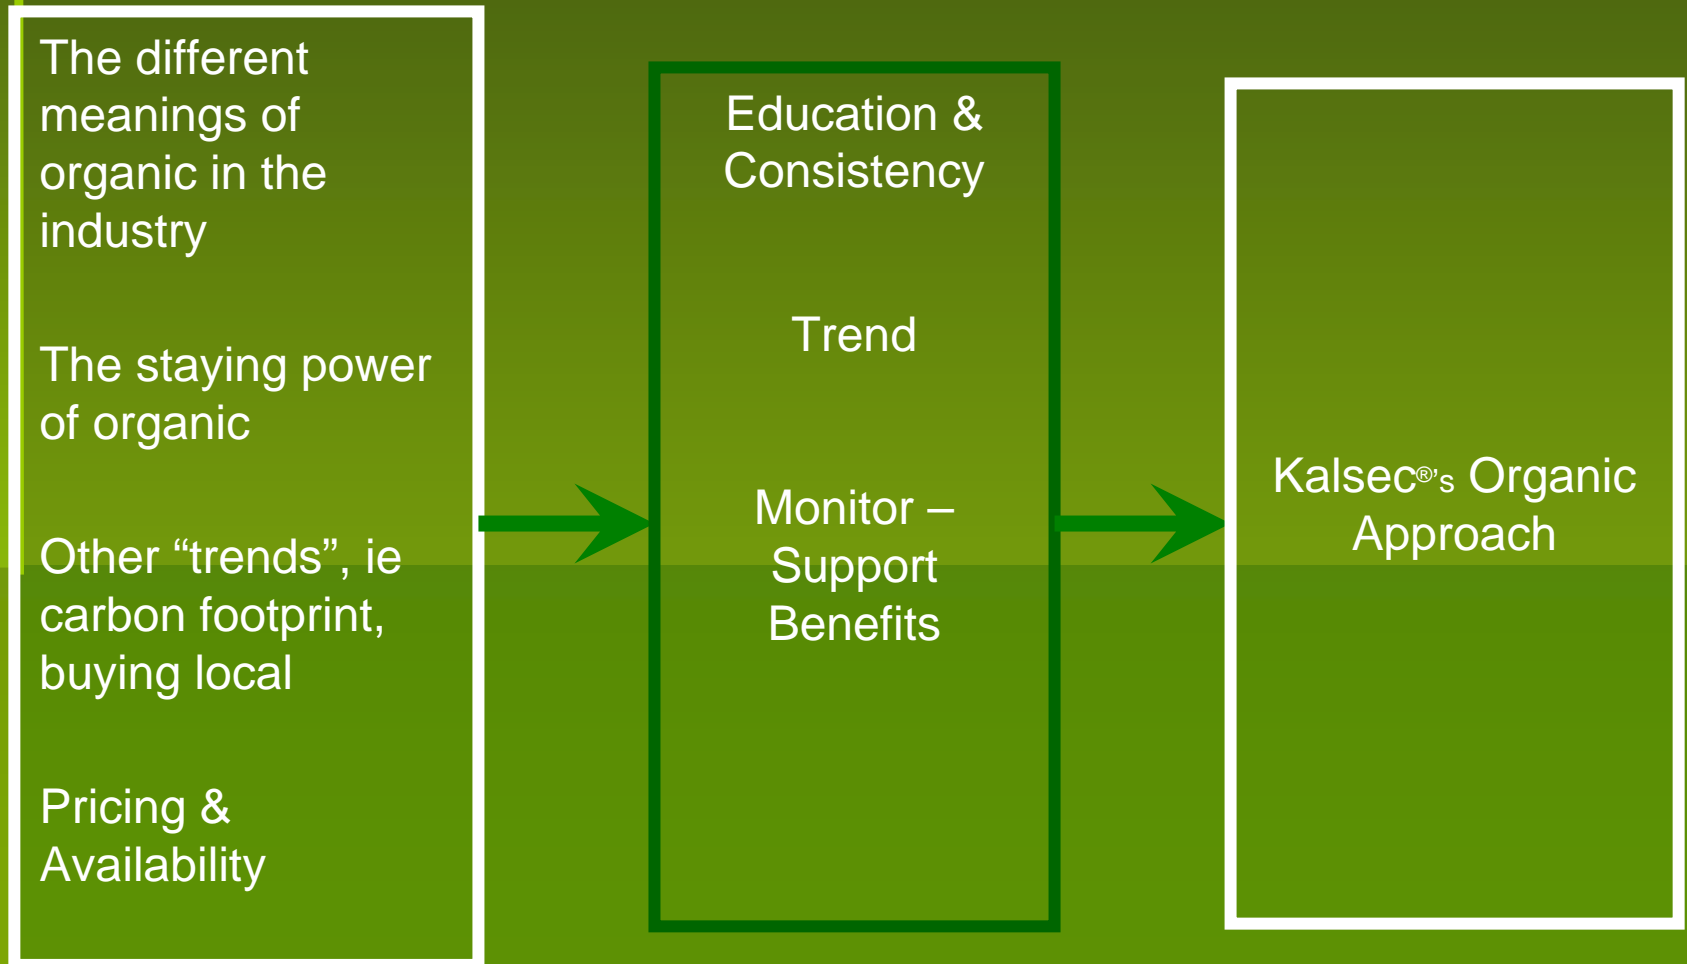 The different
meanings of
organic in the
industry
The staying power
of organic
Other “trends”, ie
carbon footprint,
buying local
Pricing &
Availability
Education &
Consistency
Trend
Monitor –
Support
Benefits
Kalsec®’s Organic
Approach